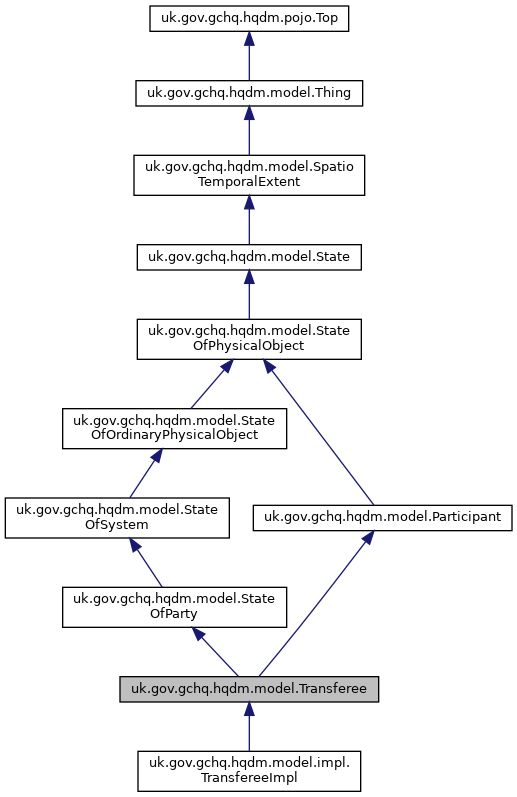 uk.gov.gchq.hqdm.pojo.Top
uk.gov.gchq.hqdm.model.Thing
uk.gov.gchq.hqdm.model.Spatio
TemporalExtent
uk.gov.gchq.hqdm.model.State
uk.gov.gchq.hqdm.model.State
OfPhysicalObject
uk.gov.gchq.hqdm.model.State
OfOrdinaryPhysicalObject
uk.gov.gchq.hqdm.model.State
OfSystem
uk.gov.gchq.hqdm.model.Participant
uk.gov.gchq.hqdm.model.State
OfParty
uk.gov.gchq.hqdm.model.Transferee
uk.gov.gchq.hqdm.model.impl.
TransfereeImpl